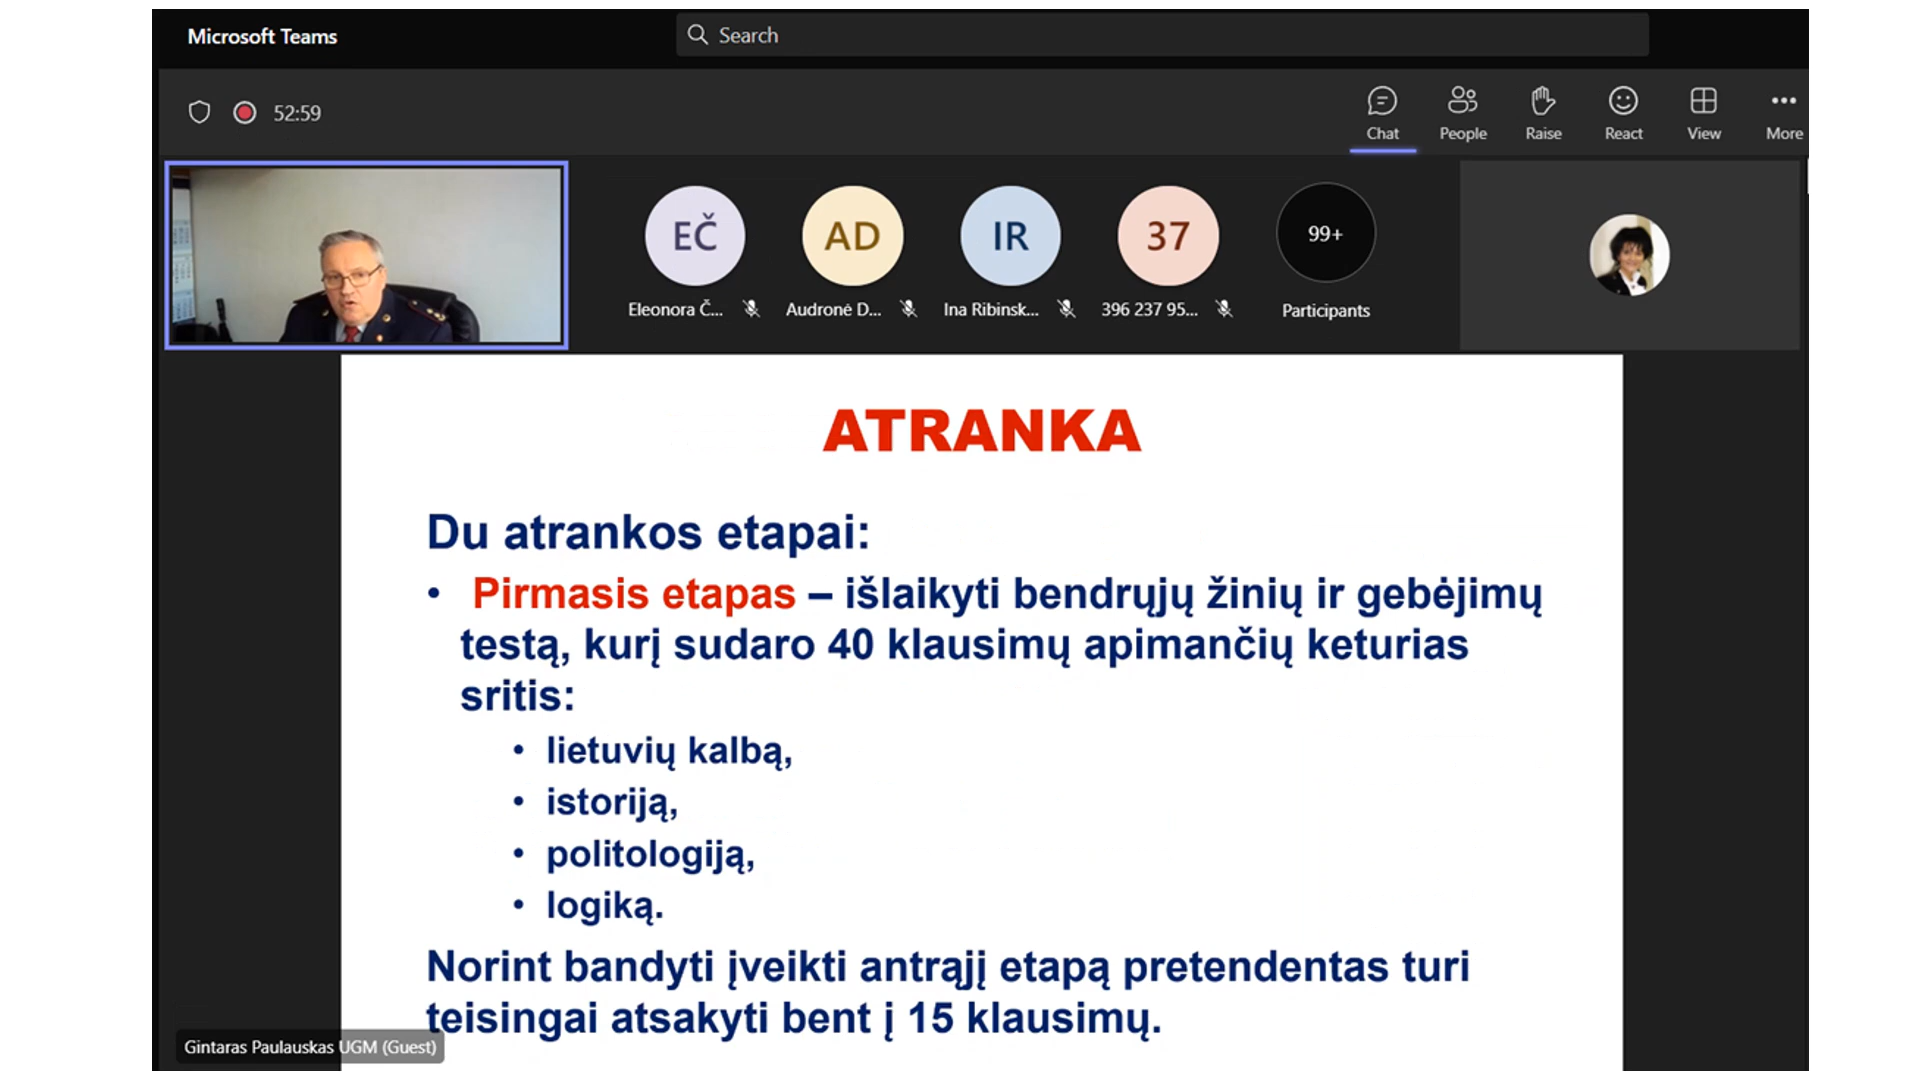 Microsoft Teams
Search
52:59
Chat
People
Raise
React
View
More
EČ
AD
IR
37
99+
Eleonora Č...
Audronė D...
Ina Ribinsk...
396 237 95...
Participants
ATRANKA
Du atrankos etapai:
• Pirmasis etapas – išlaikyti bendrųjų žinių ir gebėjimų
testą, kurį sudaro 40 klausimų apimančių keturias
sritis:
• lietuvių kalbą,
• istoriją,
• politologiją,
• logiką.
Norint bandyti įveikti antrąjį etapą pretendentas turi
teisingai atsakyti bent į 15 klausimų.
Gintaras Paulauskas UGM (Guest)